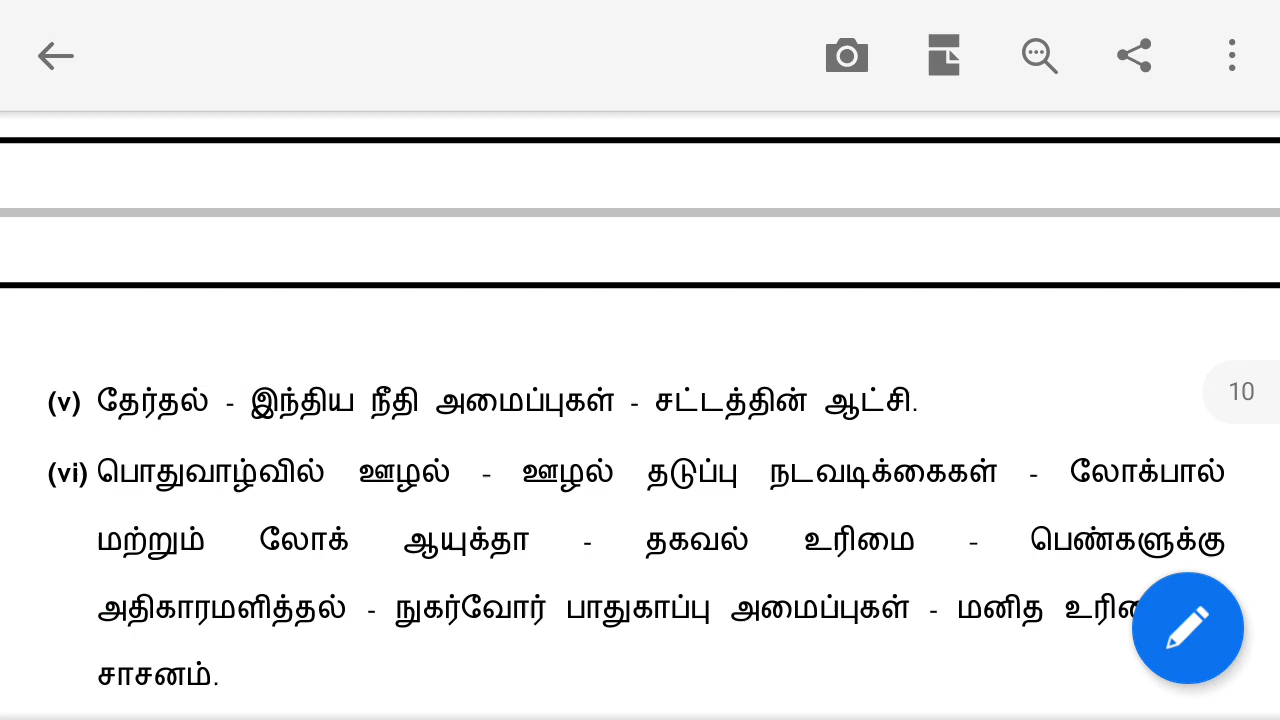 (v) தேர்தல் - இந்திய நீதி அமைப்புகள் - சட்டத்தின் ஆட்சி.
10
(vi) பொதுவாழ்வில் ஊழல் - ஊழல் தடுப்பு நடவடிக்கைகள் - லோக்பால்
மற்றும் லோக் ஆயுக்தா - தகவல் உரிமை - பெண்களுக்கு
அதிகாரமளித்தல் - நுகர்வோர் பாதுகாப்பு அமைப்புகள் - மனித
சாசனம்.